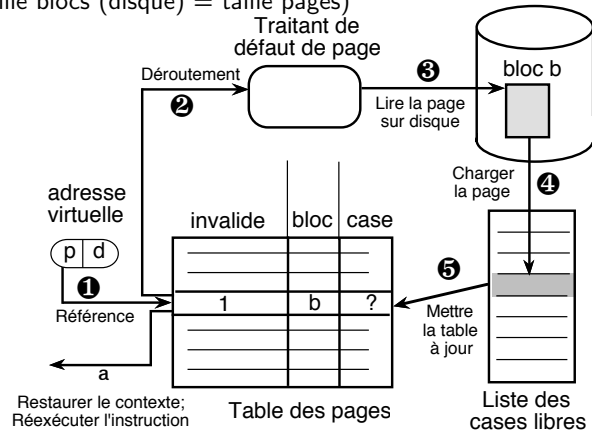 blocs (disque) = taille pages)
Traitant de
défaut de page
Déroutement
❷
❸
Lire la page
sur disque
bloc b
Charger
la page
❹
adresse
virtuelle
p d
❶
Référence
invalide bloc case
1 b ?
❺
Mettre
la table
à jour
a
Restaurer le contexte;
Réexécuter l'instruction
Table des pages
Liste des
cases libres